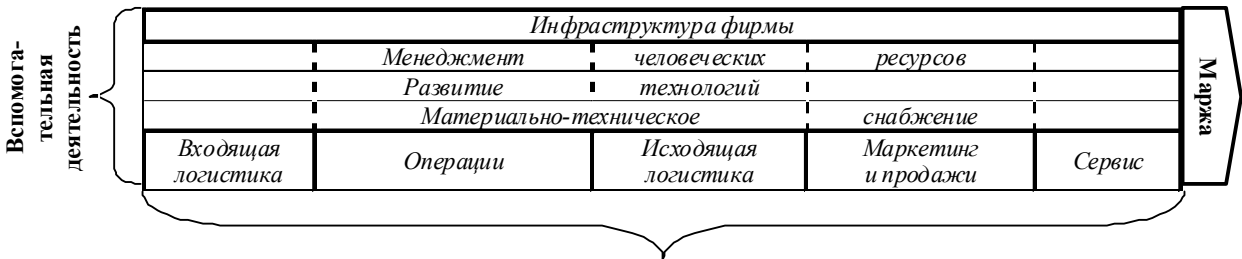 Вспомога-
тельная
деятельность
Инфраструктура фирмы
Менеджмент человеческих ресурсов
Развитие технологий
Материально-техническое снабжение
Входящая
логистика
Операции
Исходящая
логистика
Маркетинг
и продажи
Сервис
Маржа